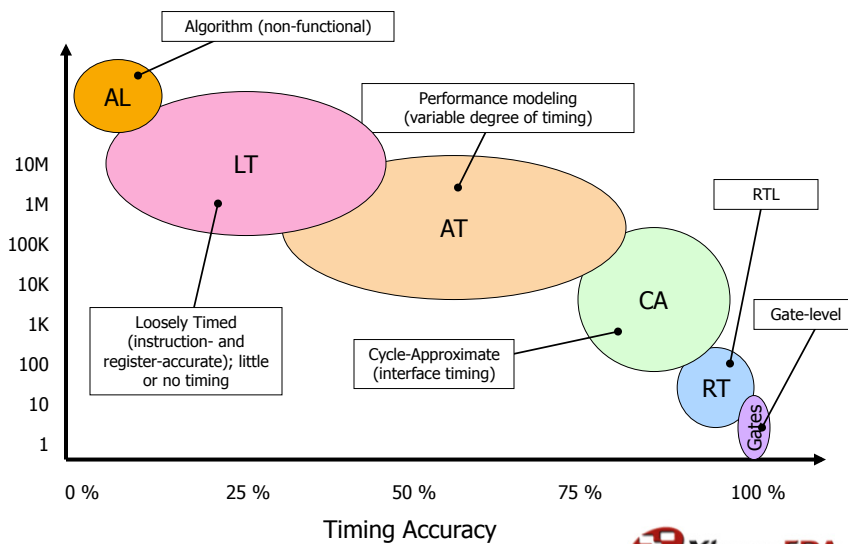 Algorithm (non-functional)
AL
Performance modeling
(variable degree of timing)
LT
10M
RTL
1M
AT
100K
10K
CA
Gate-level
1K
Loosely Timed
(instruction- and
register-accurate); little
or no timing
Cycle-Approximate
(interface timing)
100
RT
10
Gates
1
0 %
25 %
50 %
75 %
100 %
Timing Accuracy